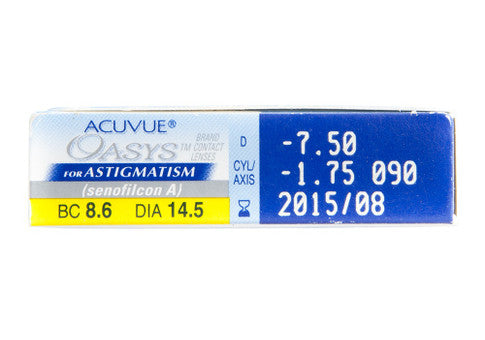 ACUVUE®
OASYS BRAND ™ CONTACT LENSES
FOR ASTIGMATISM
(senofilcon A)
BC 8.6 DIA 14.5
D -7.50
CYL/ AXIS -1.75 090
2015/08